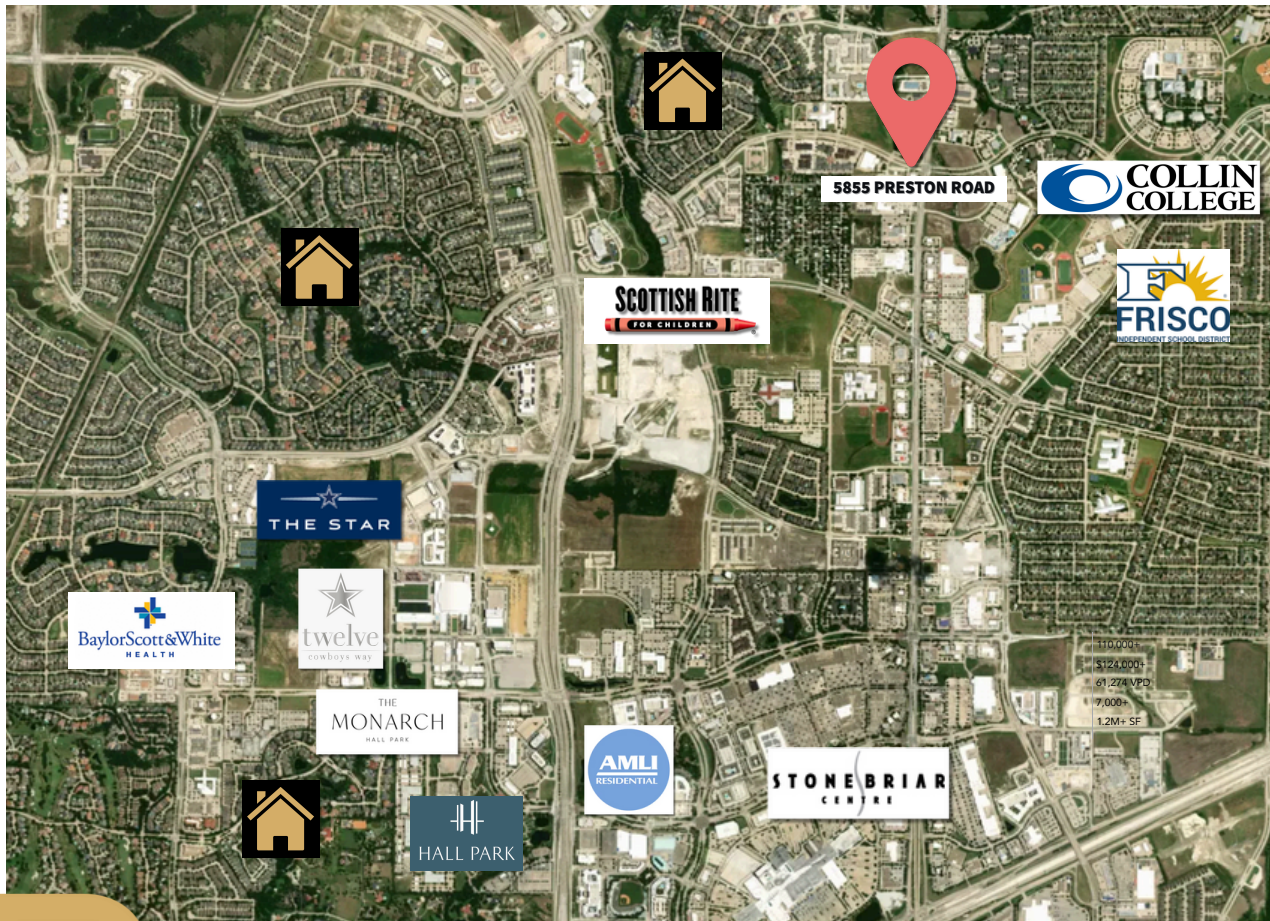 5855 PRESTON ROAD
COLLIN
COLLEGE
F
FRISCO
INDEPENDENT SCHOOL DISTRICT
SCOTTISH RITE
FOR CHILDREN
THE STAR
twelve
cowboys way
BaylorScott&White
HEALTH
THE
MONARCH
HALL PARK
AMLI
RESIDENTIAL
STONEBRIAR
CENTRE
HALL PARK
110,000+
$124,000+
61,274 VPD
7,000+
1.2M+ SF